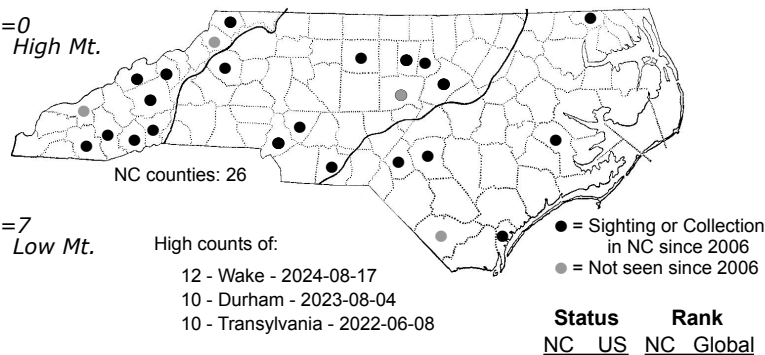 =0
High Mt.
NC counties: 26
=7
Low Mt.
High counts of:
12 - Wake - 2024-08-17
10 - Durham - 2023-08-04
10 - Transylvania - 2022-06-08
= Sighting or Collection
in NC since 2006
= Not seen since 2006
Status Rank
NC US NC Global